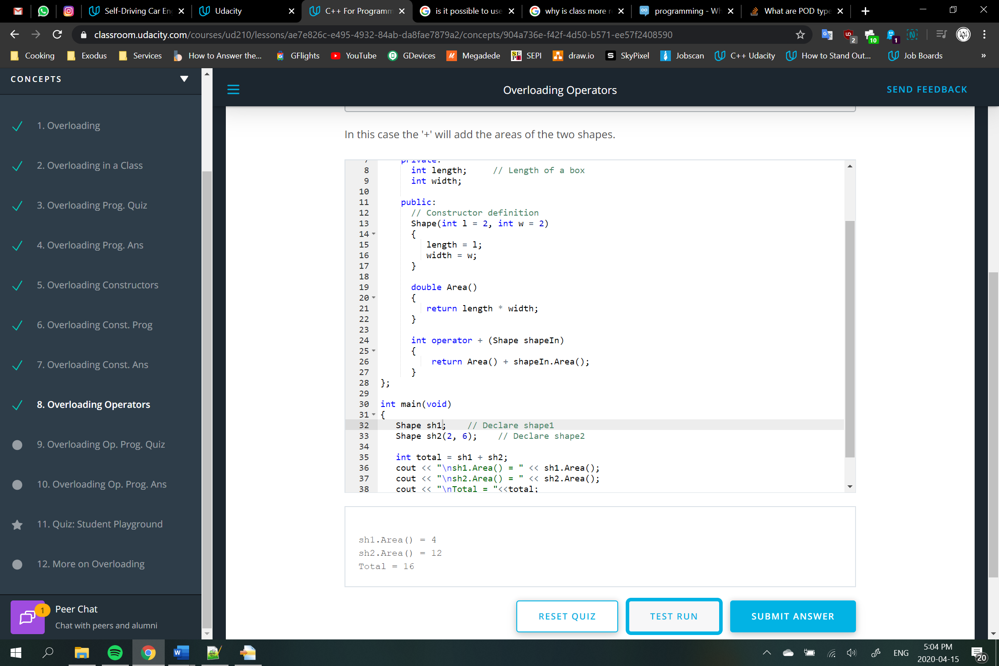 Self-Driving Car En
Udacity
C++ For Programm
is it possible to use
why is class more r
programming - Wh
What are POD type
classroom.udacity.com/courses/ud210/lessons/ae7e826c-e495-4932-84ab-da8fae7879a2/concepts/904a736e-f42f-4d50-b571-ee57f2408590
2
10
1
Cooking
Exodus
Services
How to Answer the...
GFlights
YouTube
GDevices
Megadede
SEPI
draw.io
SkyPixel
Jobscan
C++ Udacity
How to Stand Out...
Job Boards
»
CONCEPTS
Overloading Operators
SEND FEEDBACK
1. Overloading
2. Overloading in a Class
3. Overloading Prog. Quiz
4. Overloading Prog. Ans
5. Overloading Constructors
6. Overloading Const. Prog
7. Overloading Const. Ans
8. Overloading Operators
9. Overloading Op. Prog. Quiz
10. Overloading Op. Prog. Ans
11. Quiz: Student Playground
12. More on Overloading
1
Peer Chat
Chat with peers and alumni
In this case the '+' will add the areas of the two shapes.
7 private:
8 int length; // Length of a box
9 int width;
10
11 public:
12 // Constructor definition
13 Shape(int l = 2, int w = 2)
14 {
15 length = l;
16 width = w;
17 }
18
19 double Area()
20 {
21 return length * width;
22 }
23
24 int operator + (Shape shapeIn)
25 {
26 return Area() + shapeIn.Area();
27 }
28 };
29
30 int main(void)
31 {
32 Shape sh1; // Declare shape1
33 Shape sh2(2, 6); // Declare shape2
34
35 int total = sh1 + sh2;
36 cout << "\nsh1.Area() = " << sh1.Area();
37 cout << "\nsh2.Area() = " << sh2.Area();
38 cout << "\nTotal = "<<total;
sh1.Area() = 4
sh2.Area() = 12
Total = 16
RESET QUIZ
TEST RUN
SUBMIT ANSWER
ENG
5:04 PM
2020-04-15
20